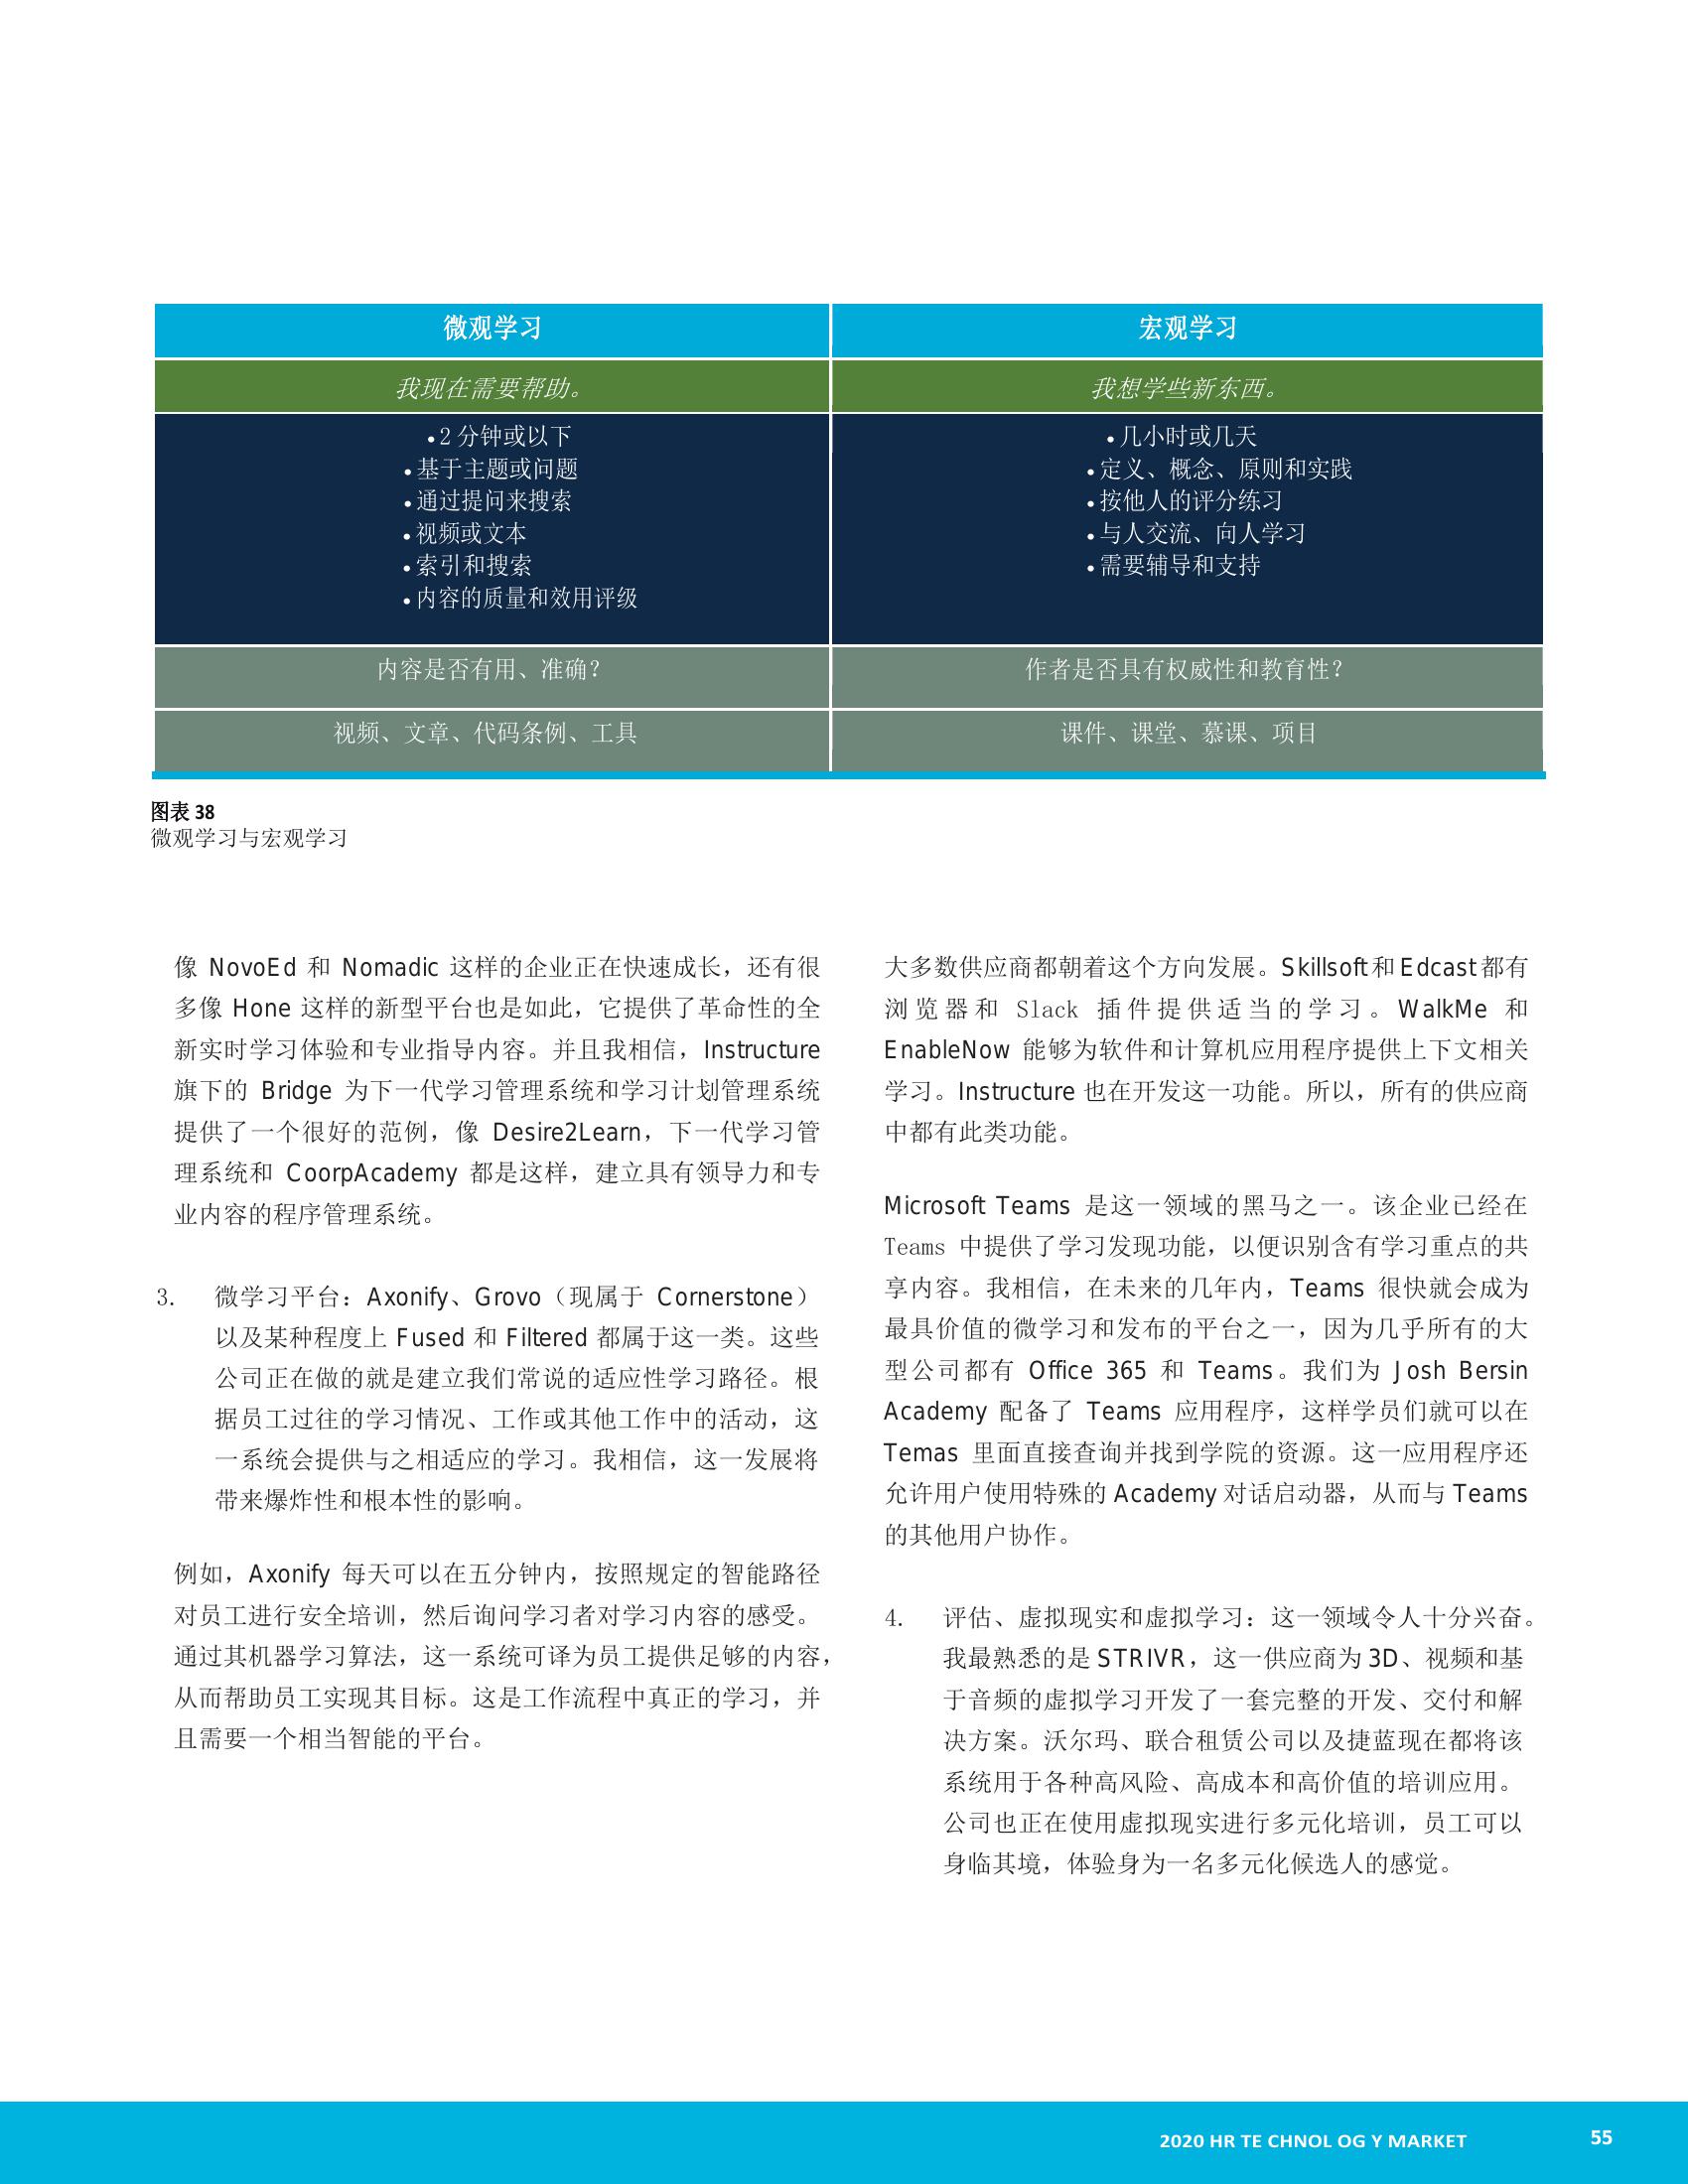 微观学习
宏观学习
我现在需要帮助。
我想学些新东西。
•2 分钟或以下
•基于主题或问题
•通过提问来搜索
•视频或文本
•索引和搜索
•内容的质量和效用评级
•几小时或几天
•定义、概念、原则和实践
•按他人的评分练习
•与人交流、向人学习
•需要辅导和支持
内容是否有用、准确？
作者是否具有权威性和教育性？
视频、文章、代码条例、工具
课件、课堂、慕课、项目
图表 38
微观学习与宏观学习
像 NovoEd 和 Nomadic 这样的企业正在快速成长，还有很
多像 Hone 这样的新型平台也是如此，它提供了革命性的全
新实时学习体验和专业指导内容。并且我相信，Instructure
旗下的 Bridge 为下一代学习管理系统和学习计划管理系统
提供了一个很好的范例，像 Desire2Learn，下一代学习管
理系统和 CoorpAcademy 都是这样，建立具有领导力和专
业内容的程序管理系统。
3. 微学习平台：Axonify、Grovo（现属于 Cornerstone）
以及某种程度上 Fused 和 Filtered 都属于这一类。这些
公司正在做的就是建立我们常说的适应性学习路径。根
据员工过往的学习情况、工作或其他工作中的活动，这
一系统会提供与之相适应的学习。我相信，这一发展将
带来爆炸性和根本性的影响。
例如，Axonify 每天可以在五分钟内，按照规定的智能路径
对员工进行安全培训，然后询问学习者对学习内容的感受。
通过其机器学习算法，这一系统可译为员工提供足够的内容，
从而帮助员工实现其目标。这是工作流程中真正的学习，并
且需要一个相当智能的平台。
大多数供应商都朝着这个方向发展。Skillsoft和Edcast都有
浏览器和 Slack 插件提供适当的学习。WalkMe 和
EnableNow 能够为软件和计算机应用程序提供上下文相关
学习。Instructure 也在开发这一功能。所以，所有的供应商
中都有此类功能。
Microsoft Teams 是这一领域的黑马之一。该企业已经在
Teams 中提供了学习发现功能，以便识别含有学习重点的共
享内容。我相信，在未来的几年内，Teams 很快就会成为
最具价值的微学习和发布的平台之一，因为几乎所有的大
型公司都有 Office 365 和 Teams。我们为 Josh Bersin
Academy 配备了 Teams 应用程序，这样学员们就可以在
Temas 里面直接查询并找到学院的资源。这一应用程序还
允许用户使用特殊的 Academy 对话启动器，从而与 Teams
的其他用户协作。
4. 评估、虚拟现实和虚拟学习：这一领域令人十分兴奋。
我最熟悉的是 STRIVR，这一供应商为 3D、视频和基
于音频的虚拟学习开发了一套完整的开发、交付和解
决方案。沃尔玛、联合租赁公司以及捷蓝现在都将该
系统用于各种高风险、高成本和高价值的培训应用。
公司也正在使用虚拟现实进行多元化培训，员工可以
身临其境，体验身为一名多元化候选人的感觉。
2020 HR TE CHNOL OG Y MARKET 55